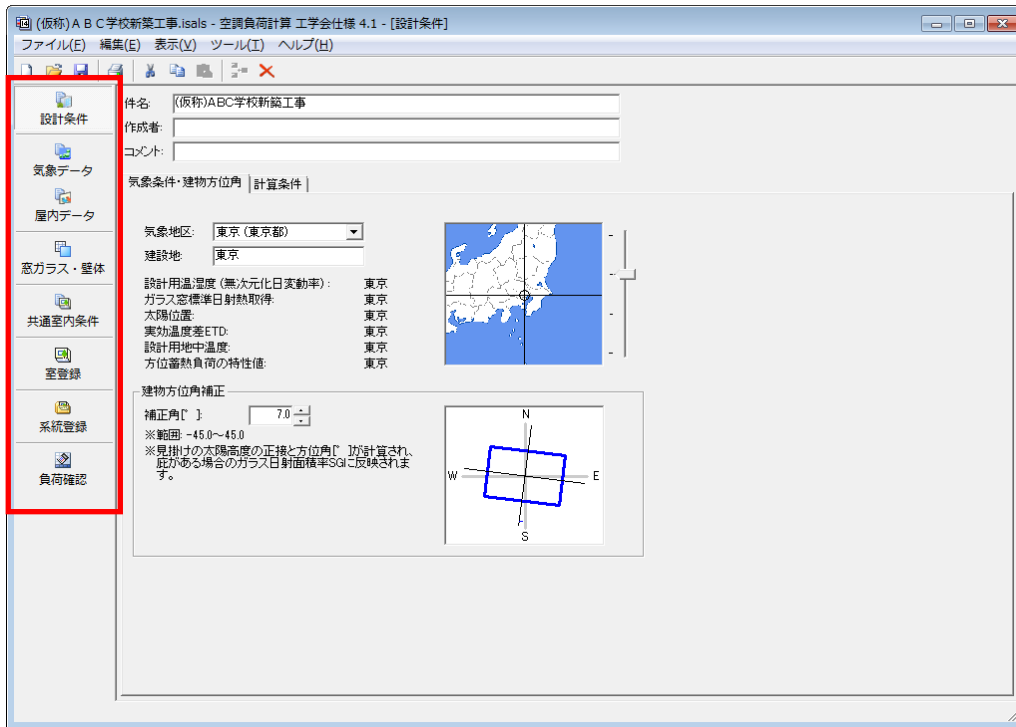 (仮称)ＡＢＣ学校新築工事.isals - 空調負荷計算 工学会仕様 4.1 - [設計条件]
ファイル(F) 編集(E) 表示(V) ツール(T) ヘルプ(H)
設計条件
気象データ
屋内データ
窓ガラス・壁体
共通室内条件
室登録
系統登録
負荷確認
件名: (仮称)ABC学校新築工事
作成者:
コメント:
気象条件・建物方位角 計算条件
気象地区: 東京 (東京都)
建設地: 東京
設計用温湿度 (無次元化日変動率): 東京
ガラス窓標準日射熱取得: 東京
太陽位置: 東京
実効温度差ETD: 東京
設計用地中温度: 東京
方位蓄熱負荷の特性値: 東京
建物方位角補正
補正角[ﾟ]: 7.0
※範囲: -45.0～45.0
※見掛けの太陽高度の正接と方位角[ﾟ]が計算され、
庇がある場合のガラス日射面積率SGIに反映されま
す。
N
W E
S